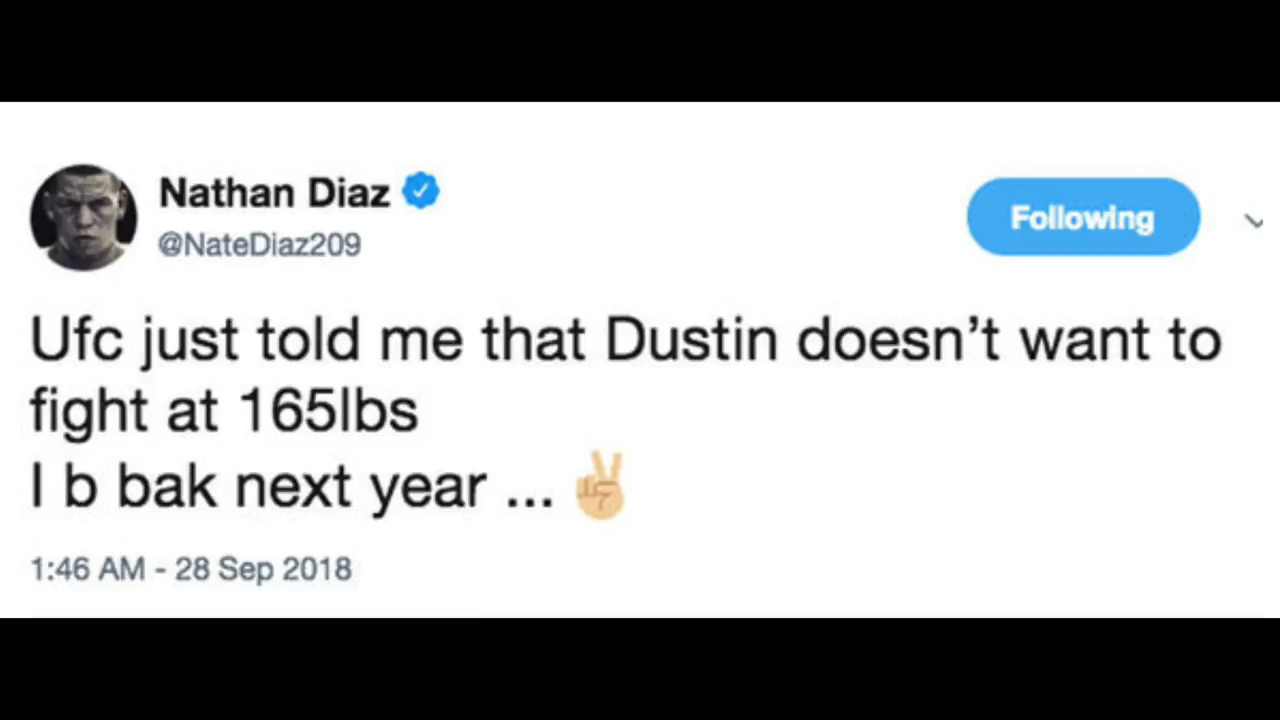 Nathan Diaz
@NateDiaz209
Following
Ufc just told me that Dustin doesn’t want to
fight at 165lbs
I b bak next year ... ✌🏼
1:46 AM - 28 Sep 2018